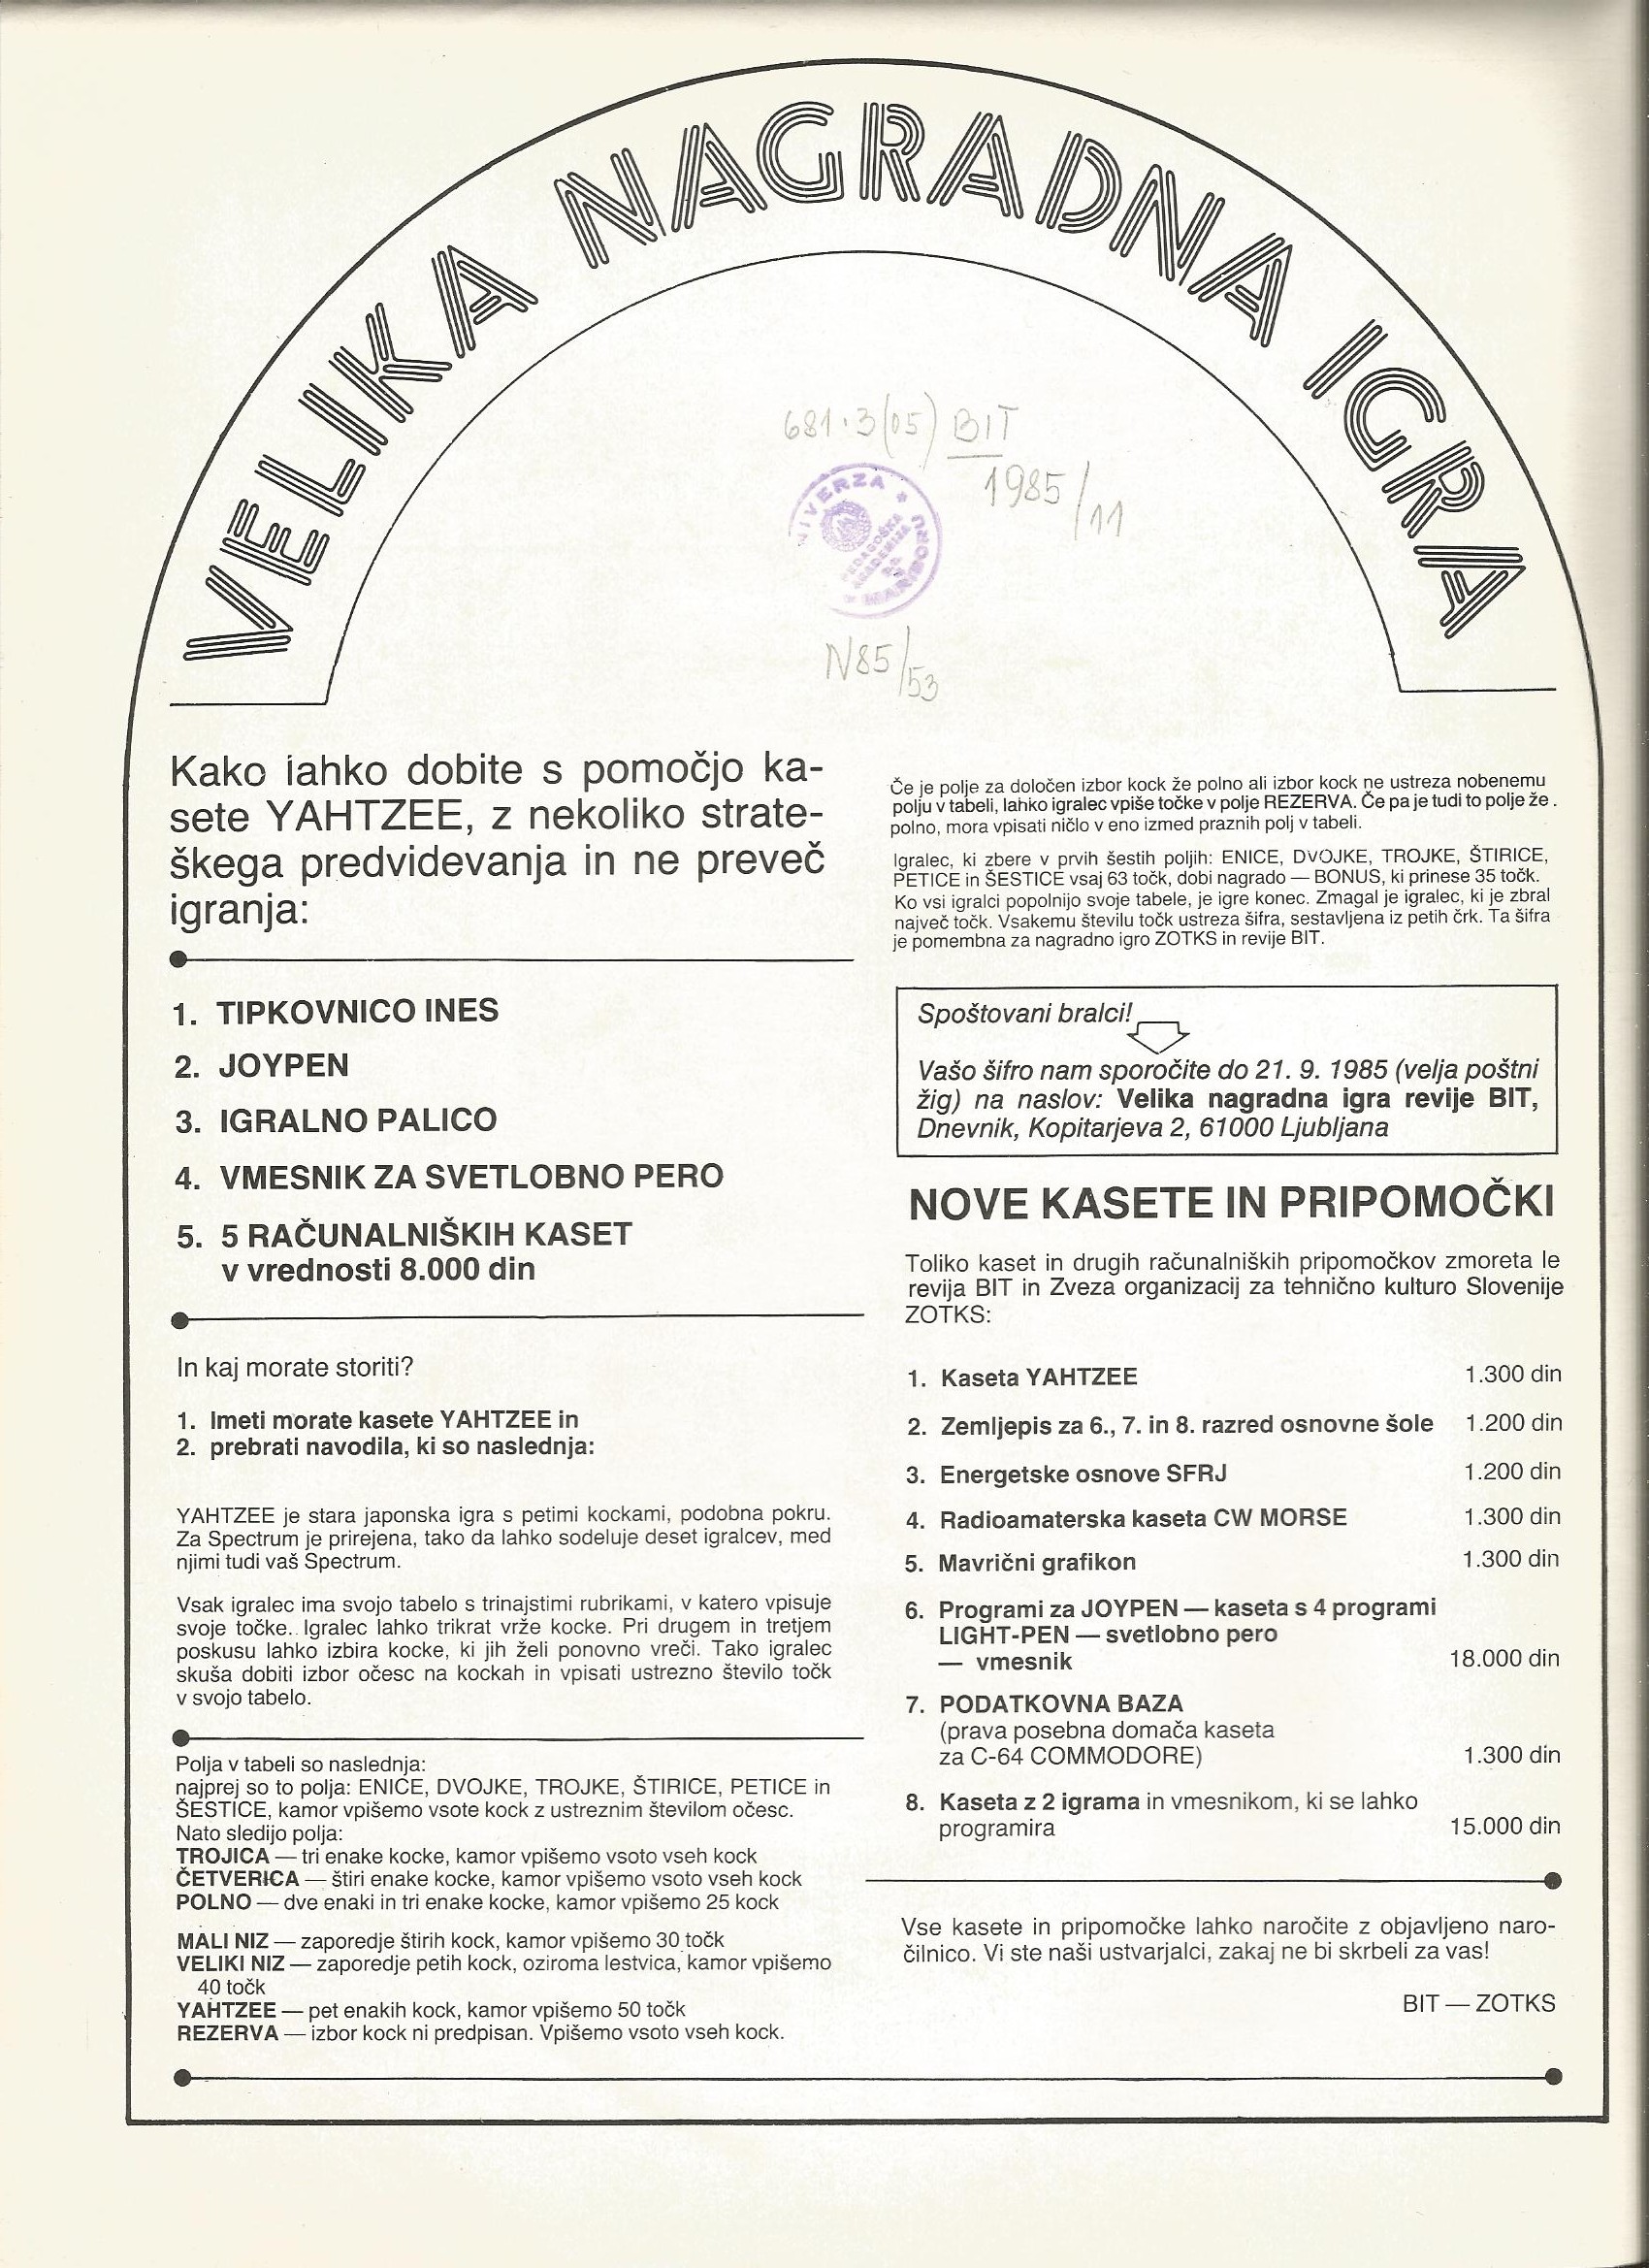 VELIKA NAGRADNA IGRA
681.3(05) BIT
1985/11
NIVERZA
PEDAGOŠKA
AKADEMIJA
MARIBORU
N85/53
Kako lahko dobite s pomočjo ka-
sete YAHTZEE, z nekoliko strate-
škega predvidevanja in ne preveč
igranja:
1. TIPKOVNICO INES
2. JOYPEN
3. IGRALNO PALICO
4. VMESNIK ZA SVETLOBNO PERO
5. 5 RAČUNALNIŠKIH KASET
v vrednosti 8.000 din
In kaj morate storiti?
1. Imeti morate kasete YAHTZEE in
2. prebrati navodila, ki so naslednja:
YAHTZEE je stara japonska igra s petimi kockami, podobna pokru.
Za Spectrum je prirejena, tako da lahko sodeluje deset igralcev, med
njimi tudi vaš Spectrum.
Vsak igralec ima svojo tabelo s trinajstimi rubrikami, v katero vpisuje
svoje točke. Igralec lahko trikrat vrže kocke. Pri drugem in tretjem
poskusu lahko izbira kocke, ki jih želi ponovno vreči. Tako igralec
skuša dobiti izbor očesc na kockah in vpisati ustrezno število točk
v svojo tabelo.
Polja v tabeli so naslednja:
najprej so to polja: ENICE, DVOJKE, TROJKE, ŠTIRICE, PETICE in
ŠESTICE, kamor vpišemo vsote kock z ustreznim številom očesc.
Nato sledijo polja:
TROJICA — tri enake kocke, kamor vpišemo vsoto vseh kock
ČETVERICA — štiri enake kocke, kamor vpišemo vsoto vseh kock
POLNO — dve enaki in tri enake kocke, kamor vpišemo 25 kock
MALI NIZ — zaporedje štirih kock, kamor vpišemo 30 točk
VELIKI NIZ — zaporedje petih kock, oziroma lestvica, kamor vpišemo
40 točk
YAHTZEE — pet enakih kock, kamor vpišemo 50 točk
REZERVA — izbor kock ni predpisan. Vpišemo vsoto vseh kock.
Če je polje za določen izbor kock že polno ali izbor kock ne ustreza nobenemu
polju v tabeli, lahko igralec vpiše točke v polje REZERVA. Če pa je tudi to polje že
polno, mora vpisati ničlo v eno izmed praznih polj v tabeli.
Igralec, ki zbere v prvih šestih poljih: ENICE, DVOJKE, TROJKE, ŠTIRICE,
PETICE in ŠESTICE vsaj 63 točk, dobi nagrado — BONUS, ki prinese 35 točk.
Ko vsi igralci popolnijo svoje tabele, je igre konec. Zmagal je igralec, ki je zbral
največ točk. Vsakemu številu točk ustreza šifra, sestavljena iz petih črk. Ta šifra
je pomembna za nagradno igro ZOTKS in revije BIT.
Spoštovani bralci!
Vašo šifro nam sporočite do 21. 9. 1985 (velja poštni
žig) na naslov: Velika nagradna igra revije BIT,
Dnevnik, Kopitarjeva 2, 61000 Ljubljana
NOVE KASETE IN PRIPOMOČKI
Toliko kaset in drugih računalniških pripomočkov zmoreta le
revija BIT in Zveza organizacij za tehnično kulturo Slovenije
ZOTKS:
1. Kaseta YAHTZEE 1.300 din
2. Zemljepis za 6., 7. in 8. razred osnovne šole 1.200 din
3. Energetske osnove SFRJ 1.200 din
4. Radioamaterska kaseta CW MORSE 1.300 din
5. Mavrični grafikon 1.300 din
6. Programi za JOYPEN — kaseta s 4 programi
LIGHT-PEN — svetlobno pero
— vmesnik 18.000 din
7. PODATKOVNA BAZA
(prava posebna domača kaseta
za C-64 COMMODORE) 1.300 din
8. Kaseta z 2 igrama in vmesnikom, ki se lahko
programira 15.000 din
Vse kasete in pripomočke lahko naročite z objavljeno naro-
čilnico. Vi ste naši ustvarjalci, zakaj ne bi skrbeli za vas!
BIT — ZOTKS